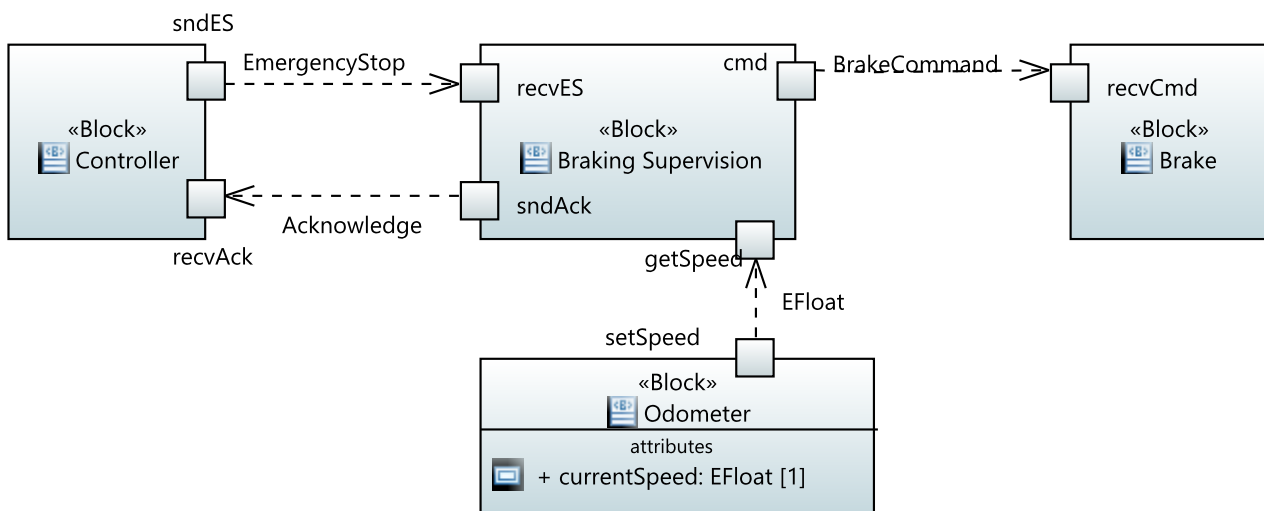 sndES
EmergencyStop
recvES
«Block»
<B> Controller
Acknowledge
recvAck
cmd
«Block»
<B> Braking Supervision
sndAck
getSpeed
BrakeCommand
recvCmd
«Block»
<B> Brake
EFloat
setSpeed
«Block»
<B> Odometer
attributes
+ currentSpeed: EFloat [1]